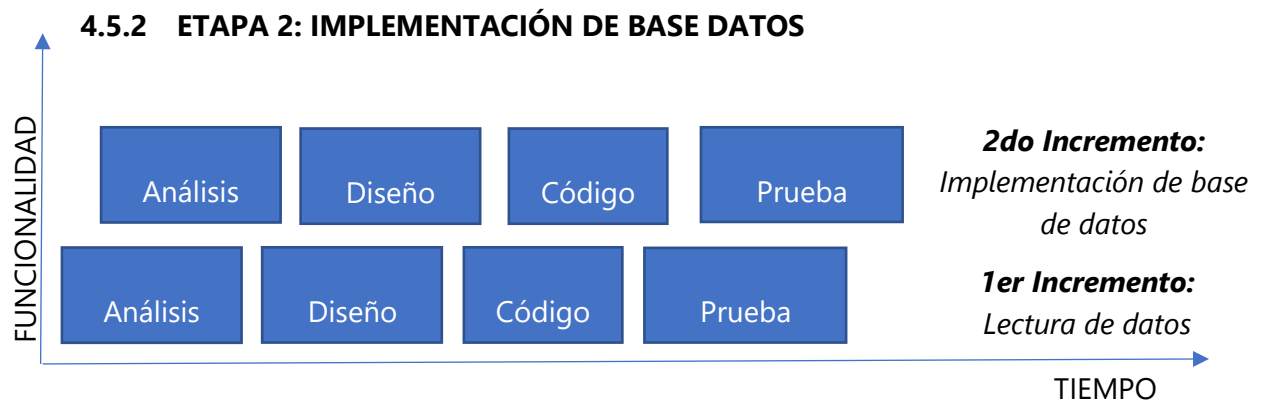 4.5.2 ETAPA 2: IMPLEMENTACIÓN DE BASE DATOS
FUNCIONALIDAD
Análisis
Diseño
Código
Prueba
2do Incremento:
Implementación de base
de datos
Análisis
Diseño
Código
Prueba
1er Incremento:
Lectura de datos
TIEMPO